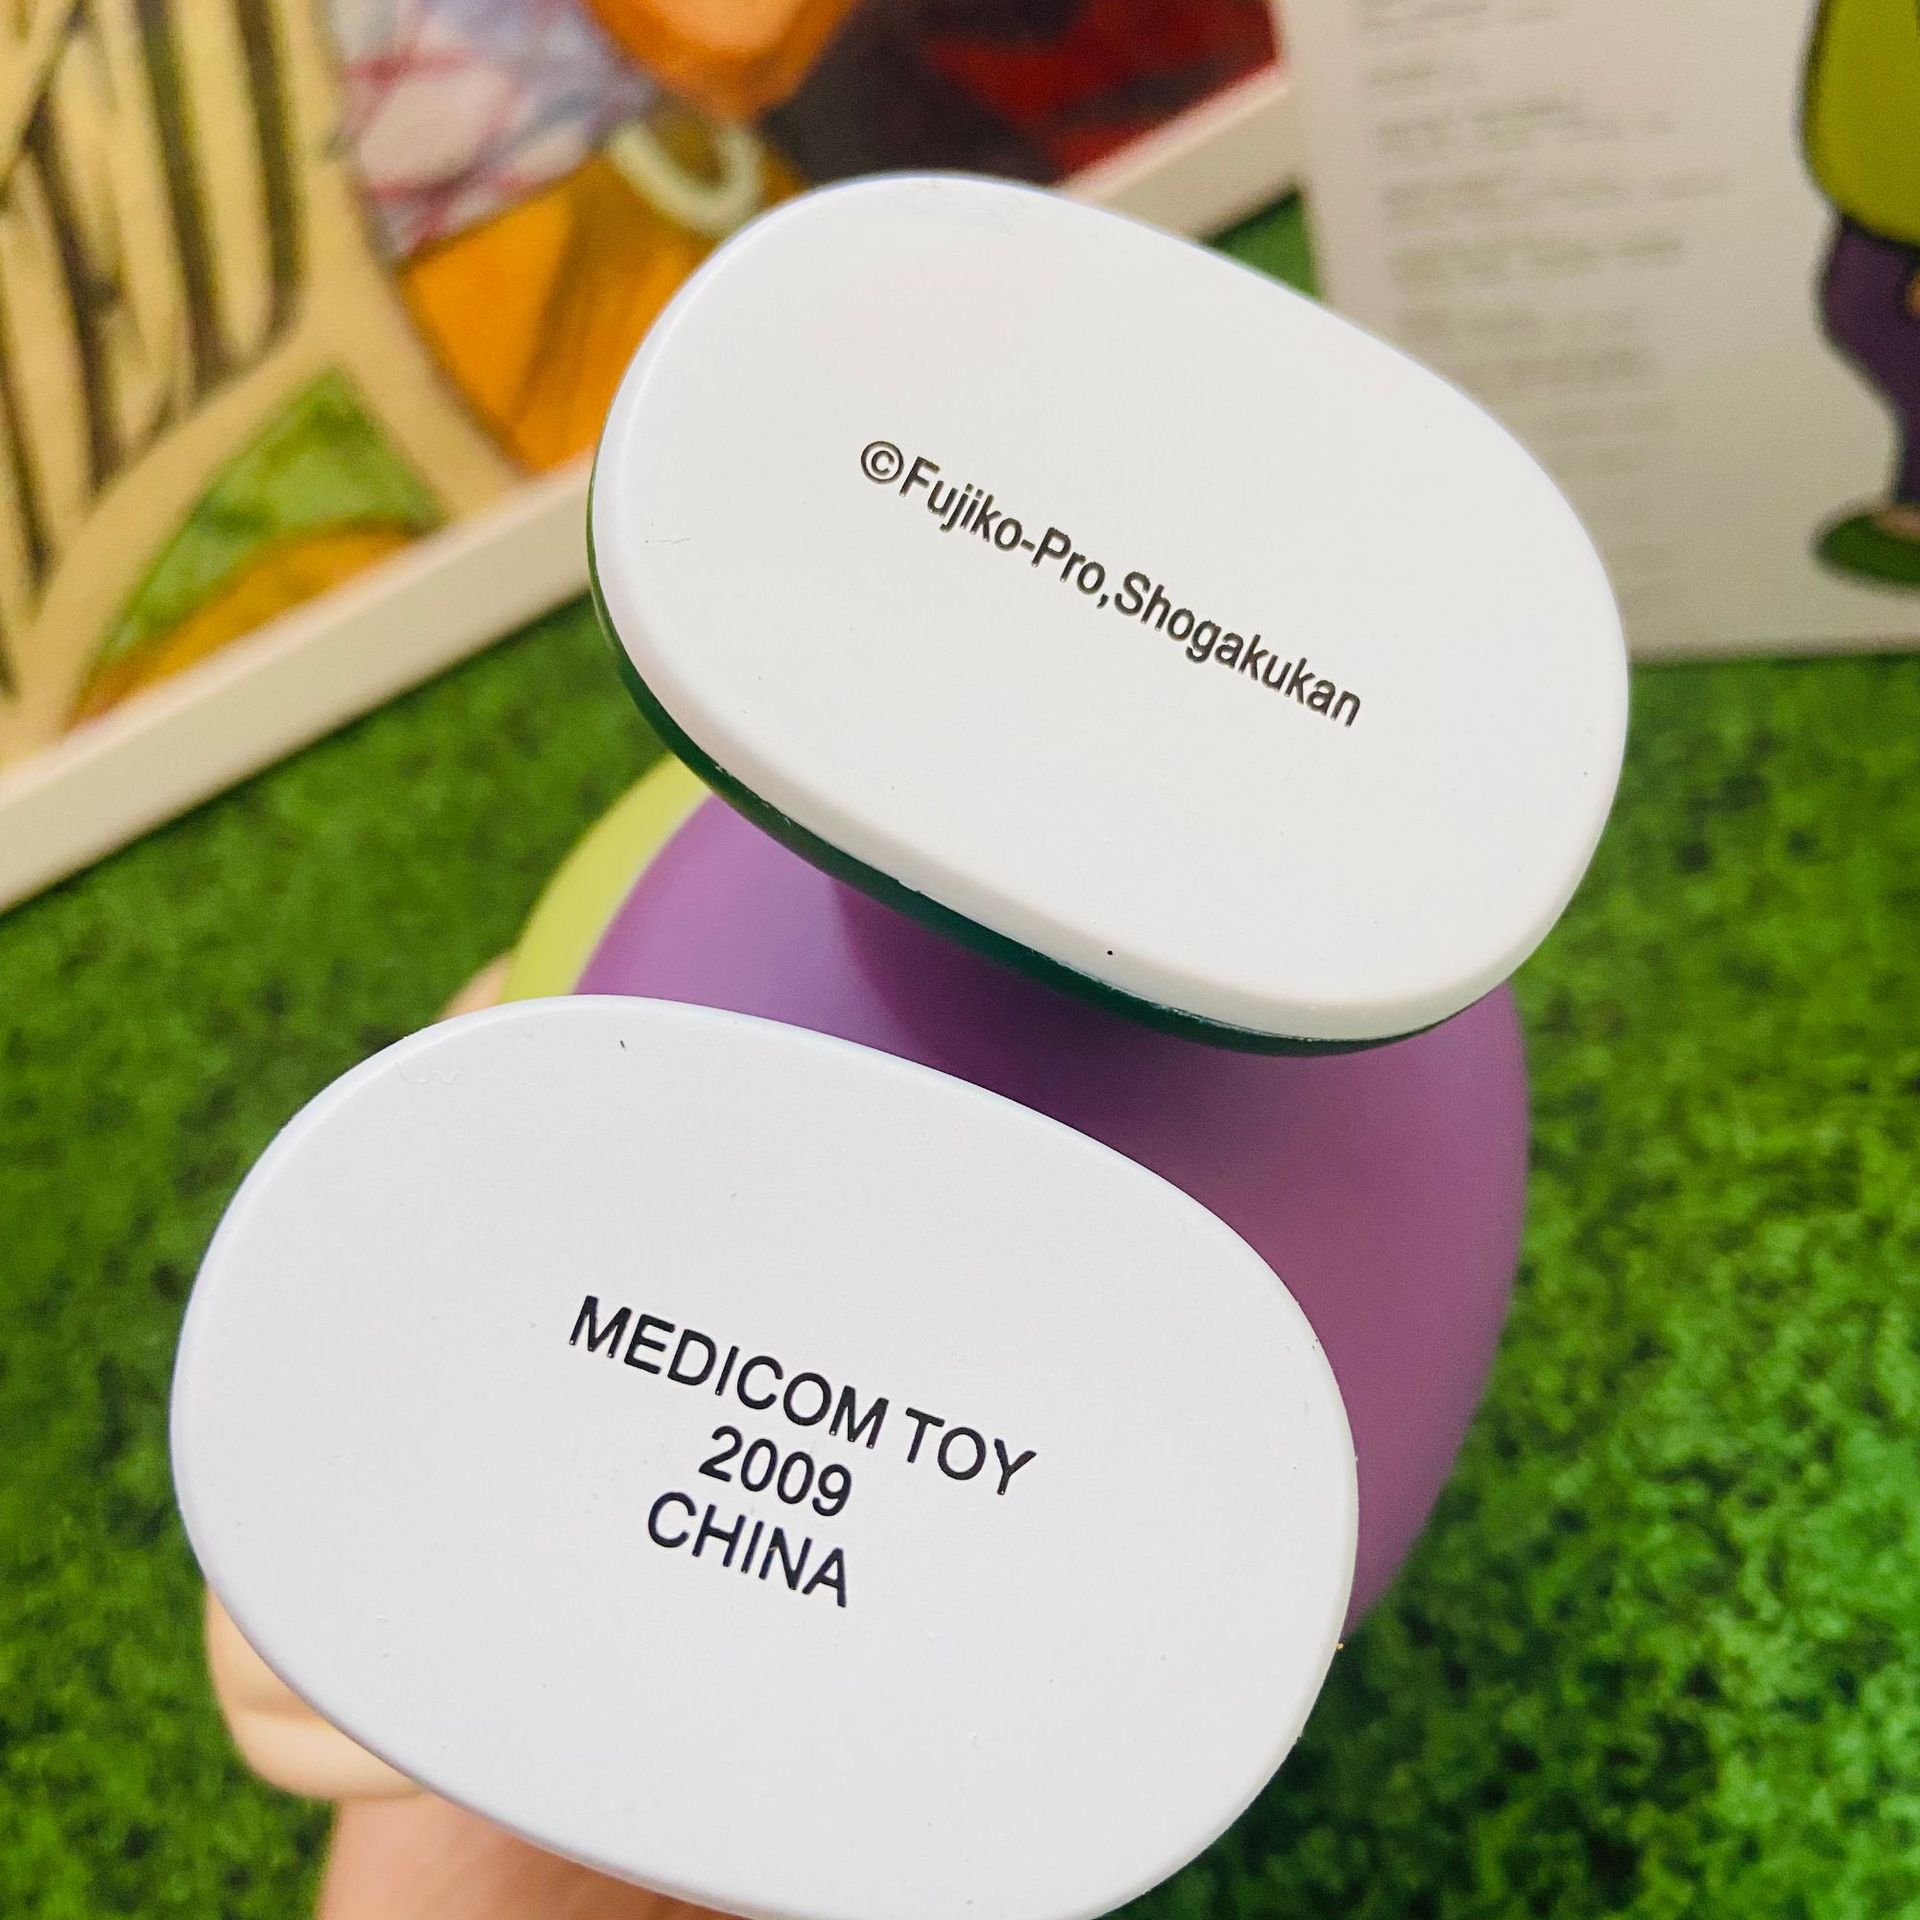 ©Fujiko-Pro,Shogakukan
MEDICOM TOY
2009
CHINA